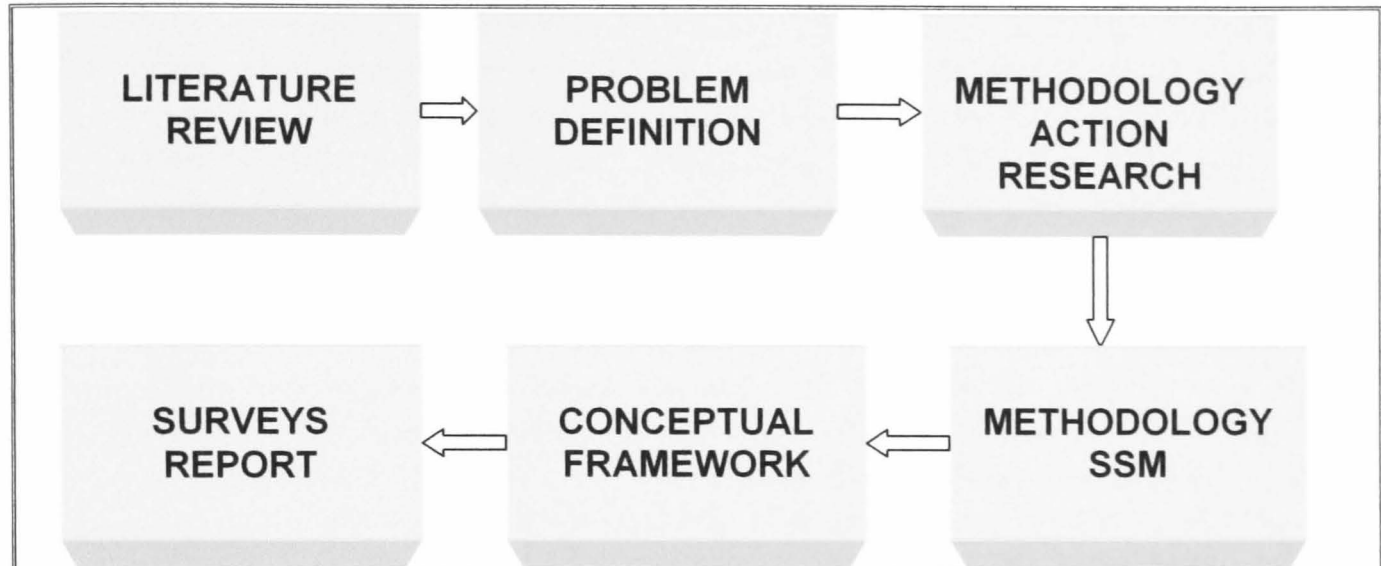 LITERATURE
REVIEW
PROBLEM
DEFINITION
METHODOLOGY
ACTION
RESEARCH
METHODOLOGY
SSM
CONCEPTUAL
FRAMEWORK
SURVEYS
REPORT